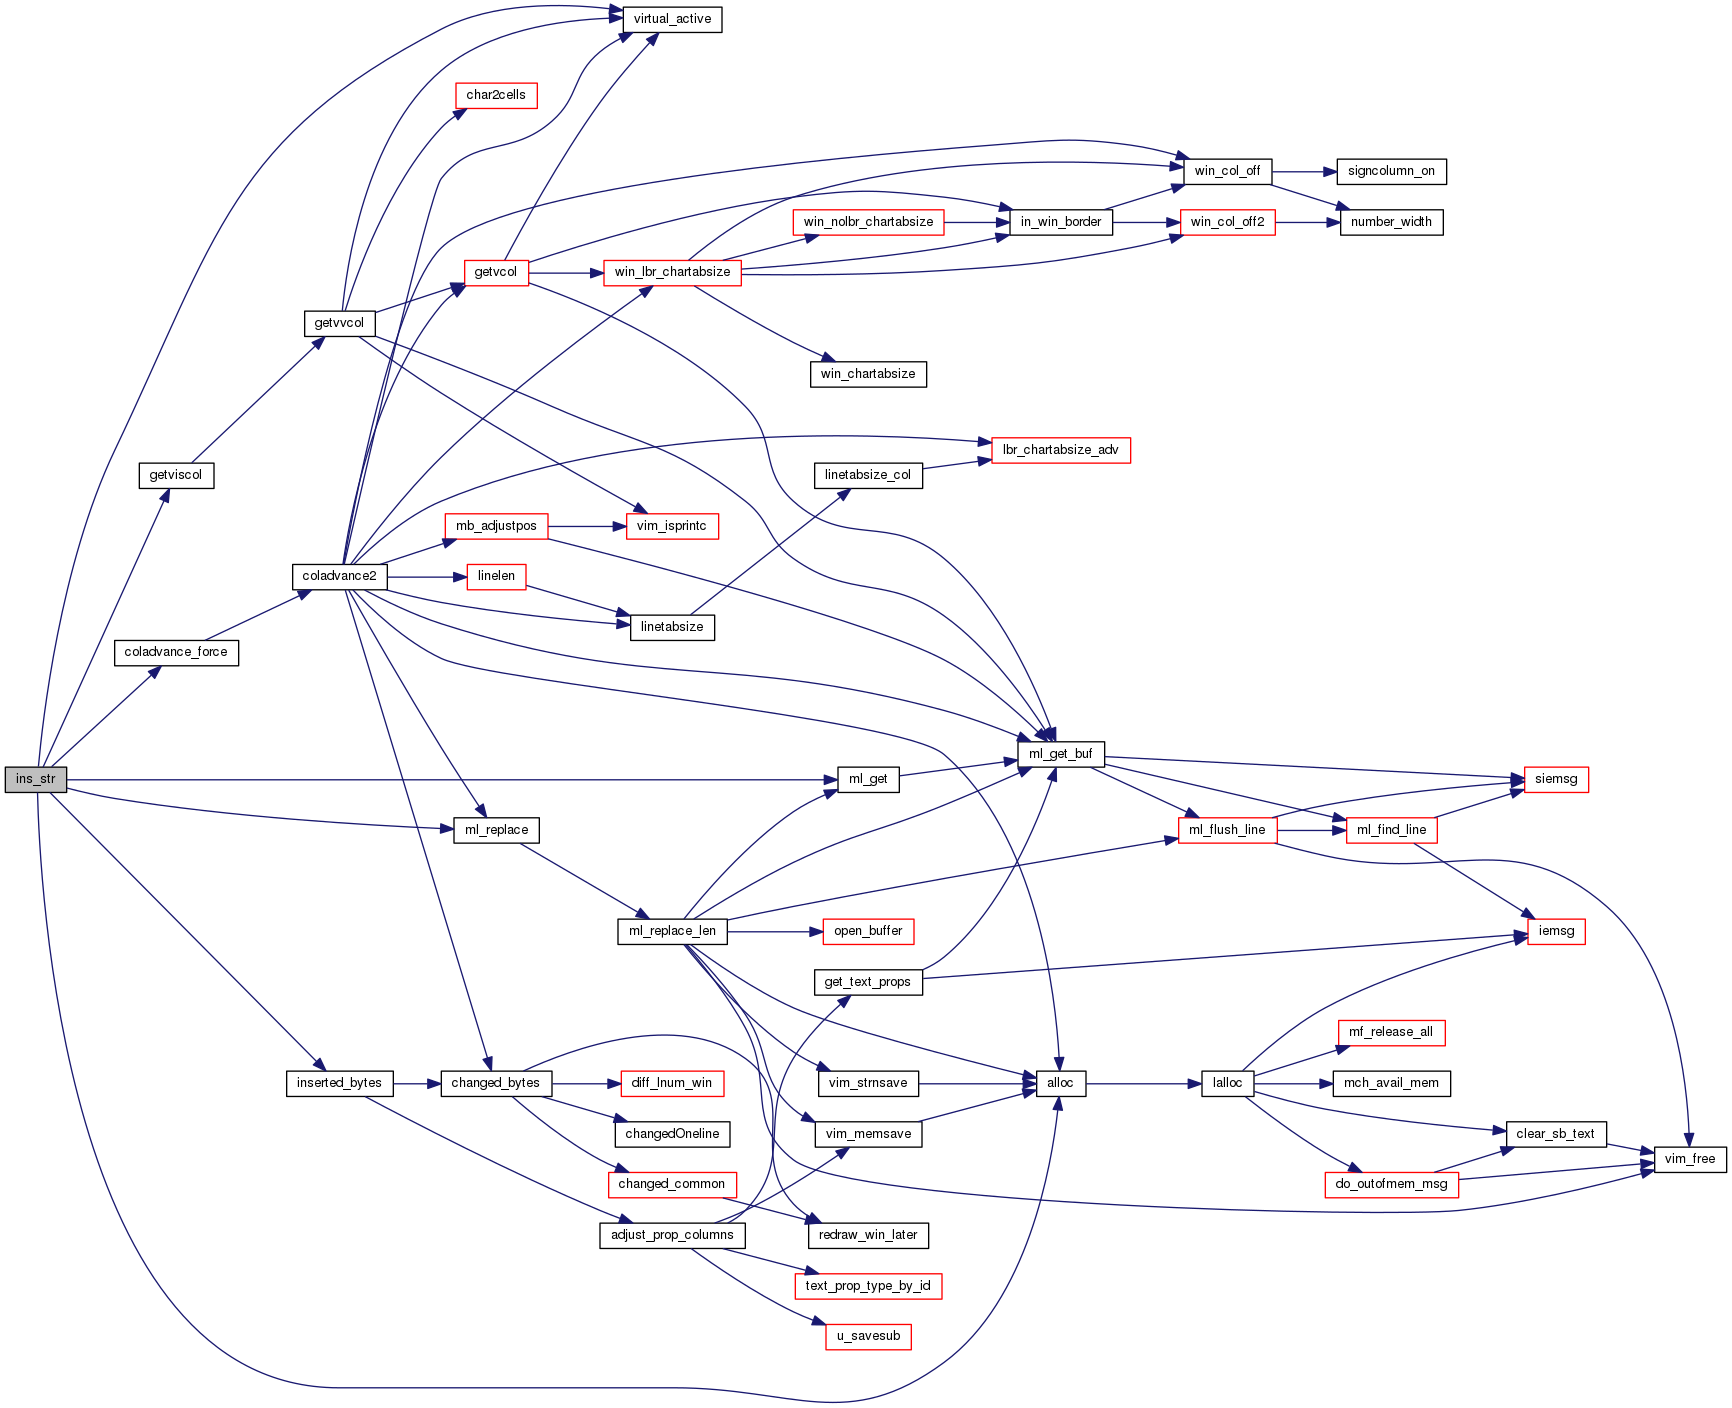 virtual_active
char2cells
win_col_off
signcolumn_on
win_nolbr_chartabsize
in_win_border
win_col_off2
number_width
getvcol
win_lbr_chartabsize
getvvcol
win_chartabsize
lbr_chartabsize_adv
getviscol
linetabsize_col
mb_adjustpos
vim_isprintc
coladvance2
linelen
linetabsize
coladvance_force
ml_get_buf
ins_str
ml_get
siemsg
ml_replace
ml_flush_line
ml_find_line
ml_replace_len
open_buffer
iemsg
get_text_props
mf_release_all
inserted_bytes
changed_bytes
diff_lnum_win
vim_strnsave
alloc
lalloc
mch_avail_mem
changedOneline
vim_memsave
clear_sb_text
vim_free
changed_common
do_outofmem_msg
adjust_prop_columns
redraw_win_later
text_prop_type_by_id
u_savesub